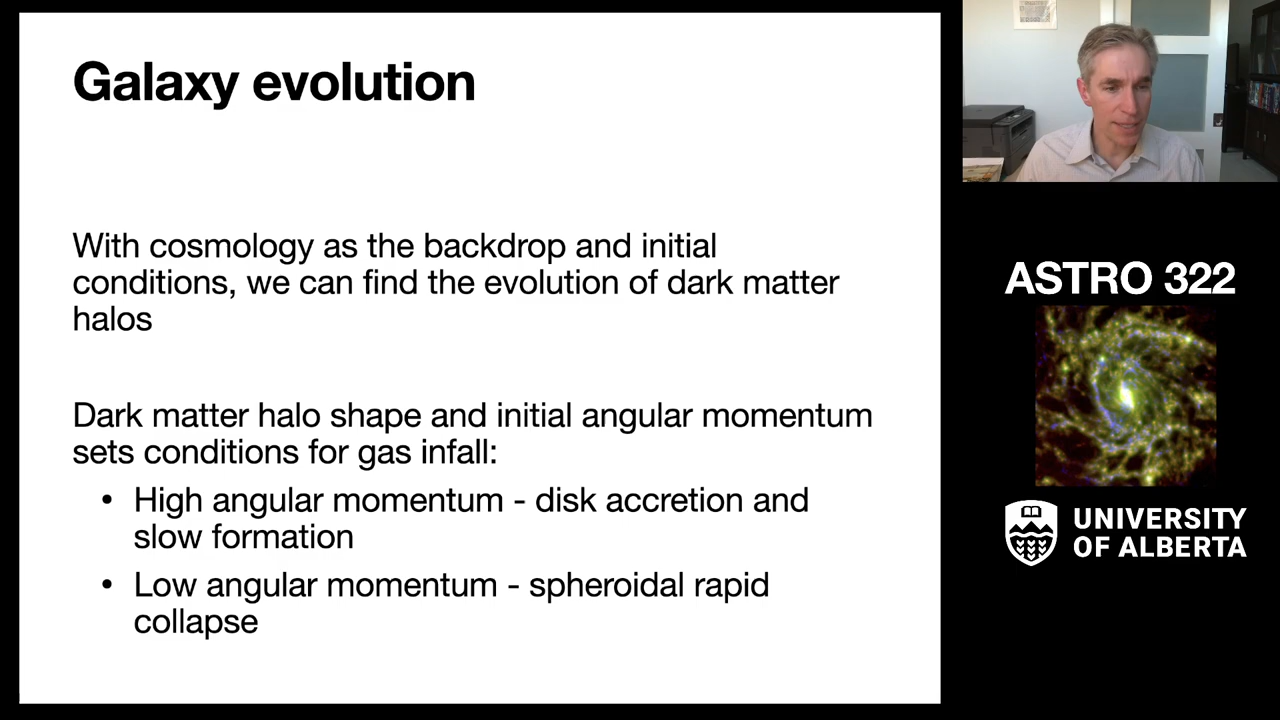 Galaxy evolution
With cosmology as the backdrop and initial
conditions, we can find the evolution of dark matter
halos
Dark matter halo shape and initial angular momentum
sets conditions for gas infall:
• High angular momentum - disk accretion and
slow formation
• Low angular momentum - spheroidal rapid
collapse
ASTRO 322
UNIVERSITY
OF ALBERTA